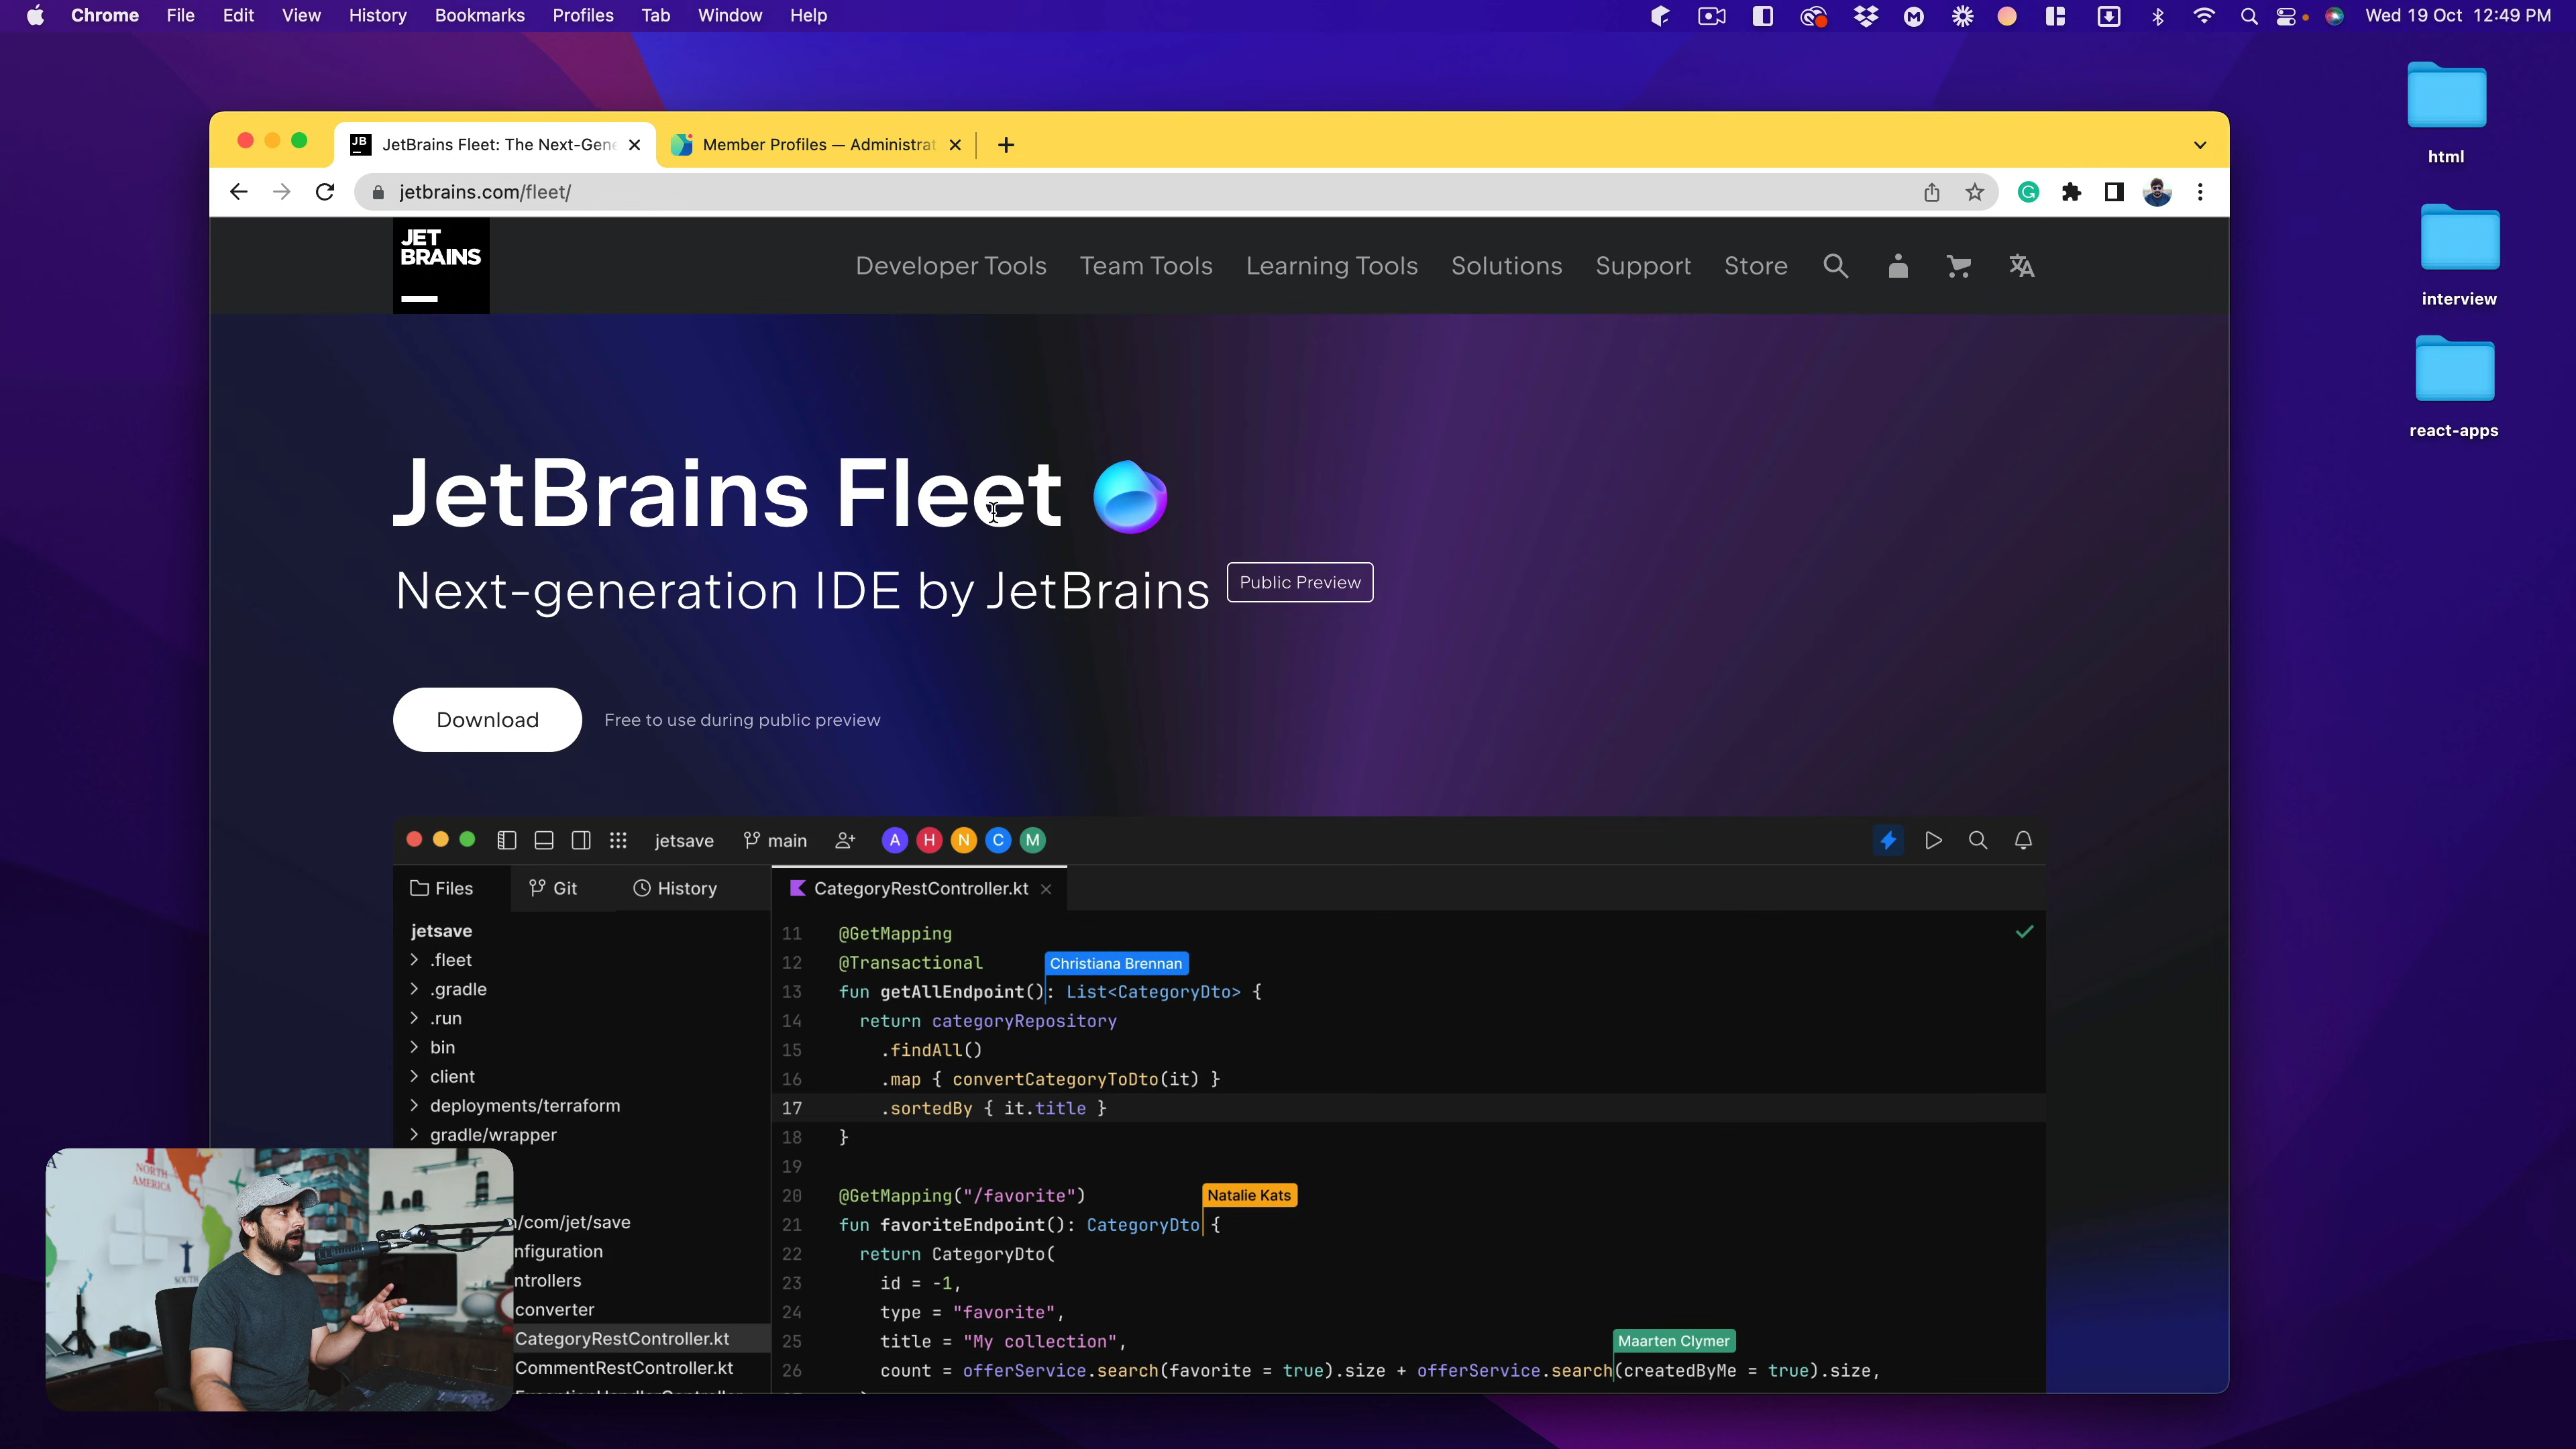 Chrome File Edit View History Bookmarks Profiles Tab Window Help Wed 19 Oct 12:49 PM
html
interview
react-apps
JetBrains Fleet: The Next-Gene Member Profiles — Administrat
jetbrains.com/fleet/
JET
BRAINS
Developer Tools Team Tools Learning Tools Solutions Support Store
JetBrains Fleet
Next-generation IDE by JetBrains Public Preview
Download Free to use during public preview
jetsave main A H N C M
Files Git History CategoryRestController.kt
jetsave
.fleet
.gradle
.run
bin
client
deployments/terraform
gradle/wrapper
/com/jet/save
nfiguration
ntrollers
converter
CategoryRestController.kt
CommentRestController.kt
11 @GetMapping
12 @Transactional Christiana Brennan
13 fun getAllEndpoint(): List<CategoryDto> {
14 return categoryRepository
15 .findAll()
16 .map { convertCategoryToDto(it) }
17 .sortedBy { it.title }
18 }
19
20 @GetMapping("/favorite") Natalie Kats
21 fun favoriteEndpoint(): CategoryDto {
22 return CategoryDto(
23 id = -1,
24 type = "favorite",
25 title = "My collection", Maarten Clymer
26 count = offerService.search(favorite = true).size + offerService.search(createdByMe = true).size,
NORTH
AMERICA